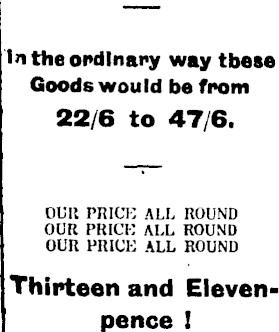 In the ordinary way these
Goods would be from
22/6 to 47/6.
OUR PRICE ALL ROUND
OUR PRICE ALL ROUND
OUR PRICE ALL ROUND
Thirteen and Eleven-
pence !